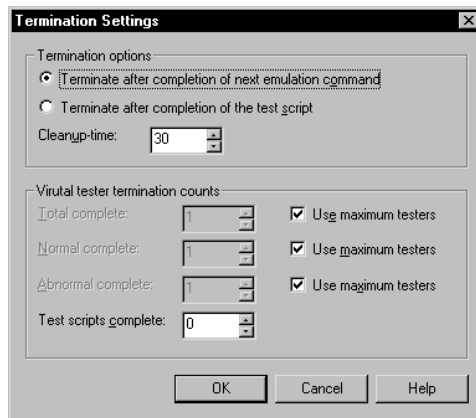 Termination Settings
Termination options
Terminate after completion of next emulation command
Terminate after completion of the test script
Cleanup-time: 30
Virutal tester termination counts
Total complete: 1 Use maximum testers
Normal complete: 1 Use maximum testers
Abnormal complete: 1 Use maximum testers
Test scripts complete: 0
OK Cancel Help